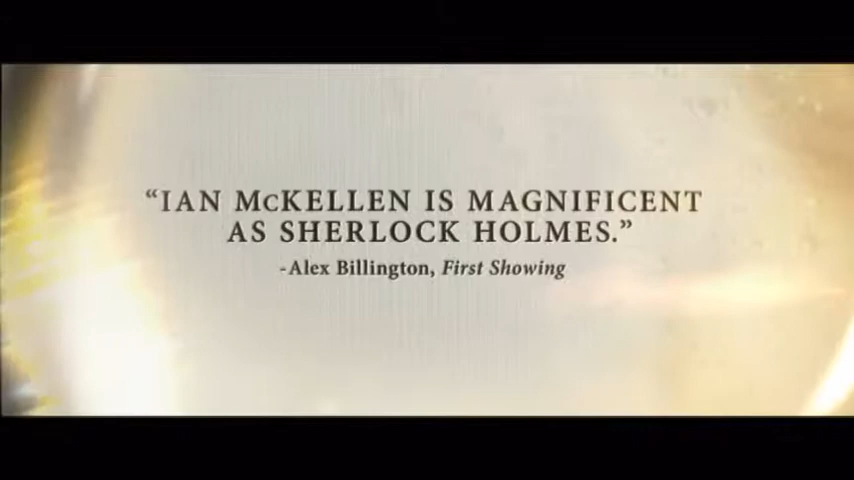 “IAN McKELLEN IS MAGNIFICENT
AS SHERLOCK HOLMES.”
-Alex Billington, First Showing